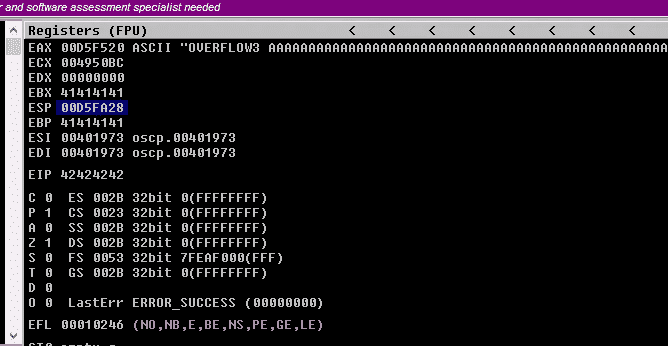 r and software assessment specialist needed
Registers (FPU) < < < < < < <
EAX 00D5F520 ASCII "OVERFLOW3 AAAAAAAAAAAAAAAAAAAAAAAAAAAAAAAAAAAAAAAAAAAAAAAAAA
ECX 004950BC
EDX 00000000
EBX 41414141
ESP 00D5FA28
EBP 41414141
ESI 00401973 oscp.00401973
EDI 00401973 oscp.00401973
EIP 42424242
C 0 ES 002B 32bit 0(FFFFFFFF)
P 1 CS 0023 32bit 0(FFFFFFFF)
A 0 SS 002B 32bit 0(FFFFFFFF)
Z 1 DS 002B 32bit 0(FFFFFFFF)
S 0 FS 0053 32bit 7FEAF000(FFF)
T 0 GS 002B 32bit 0(FFFFFFFF)
D 0
O 0 LastErr ERROR_SUCCESS (00000000)
EFL 00010246 (NO,NB,E,BE,NS,PE,GE,LE)